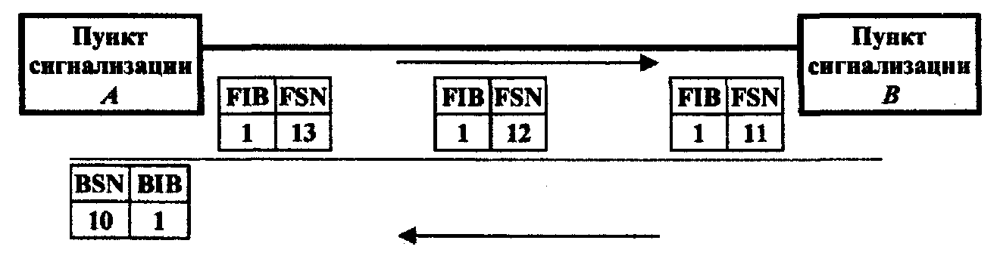 Пункт
сигнализации
A
Пункт
сигнализации
B
FIB FSN
1 13
FIB FSN
1 12
FIB FSN
1 11
BSN BIB
10 1